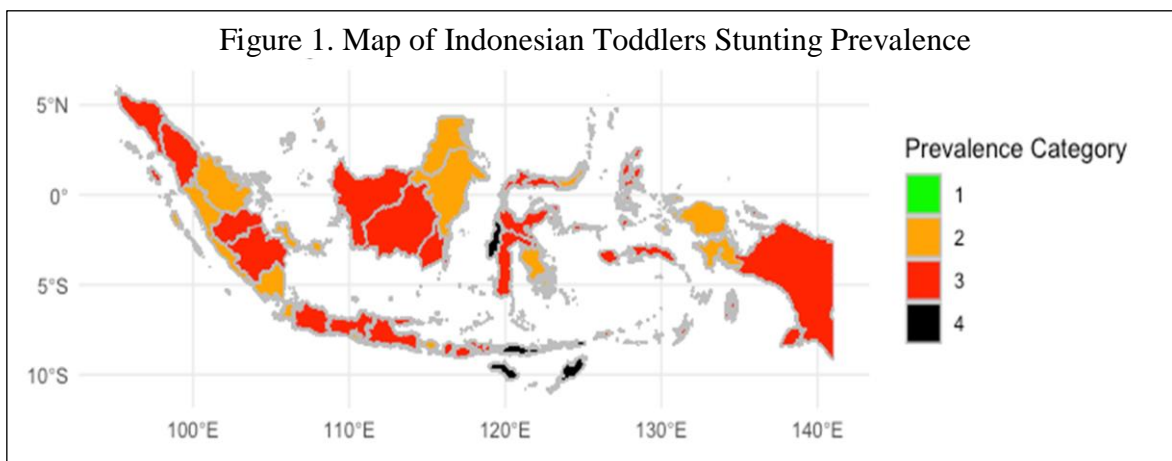 Figure 1. Map of Indonesian Toddlers Stunting Prevalence
5°N
0°
5°S
10°S
100°E 110°E 120°E 130°E 140°E
Prevalence Category
1
2
3
4